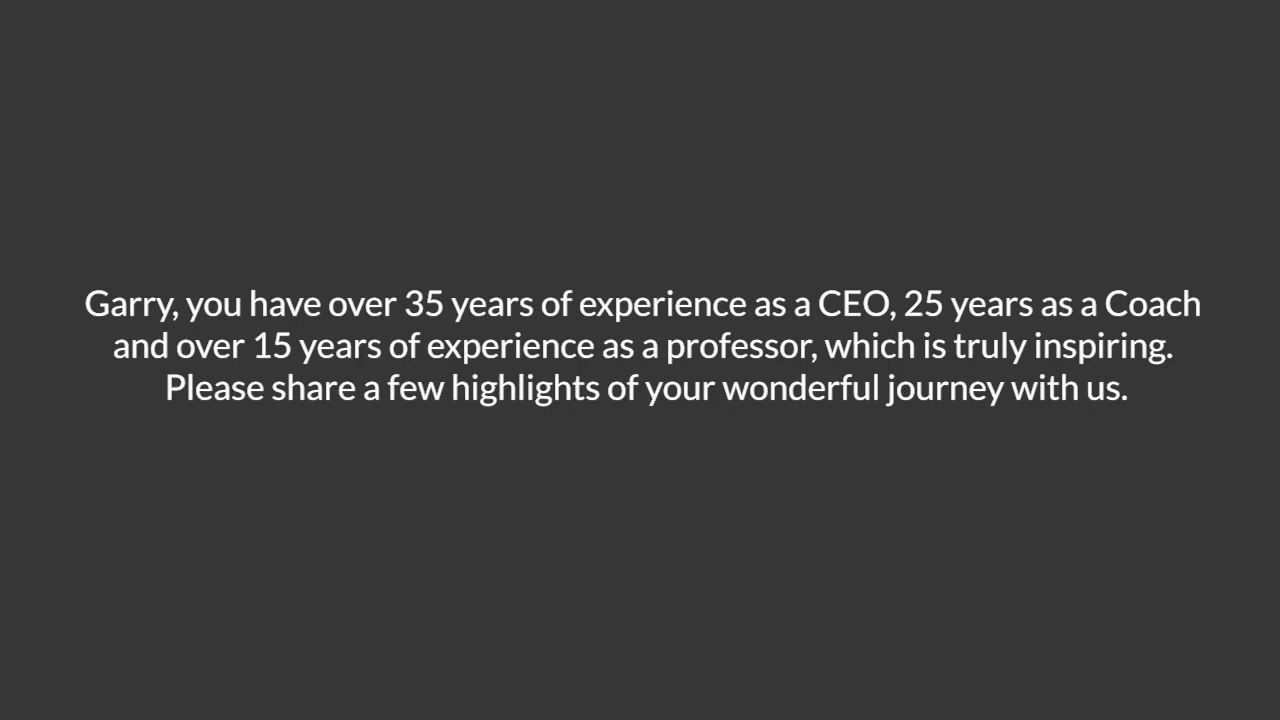 Garry, you have over 35 years of experience as a CEO, 25 years as a Coach
and over 15 years of experience as a professor, which is truly inspiring.
Please share a few highlights of your wonderful journey with us.